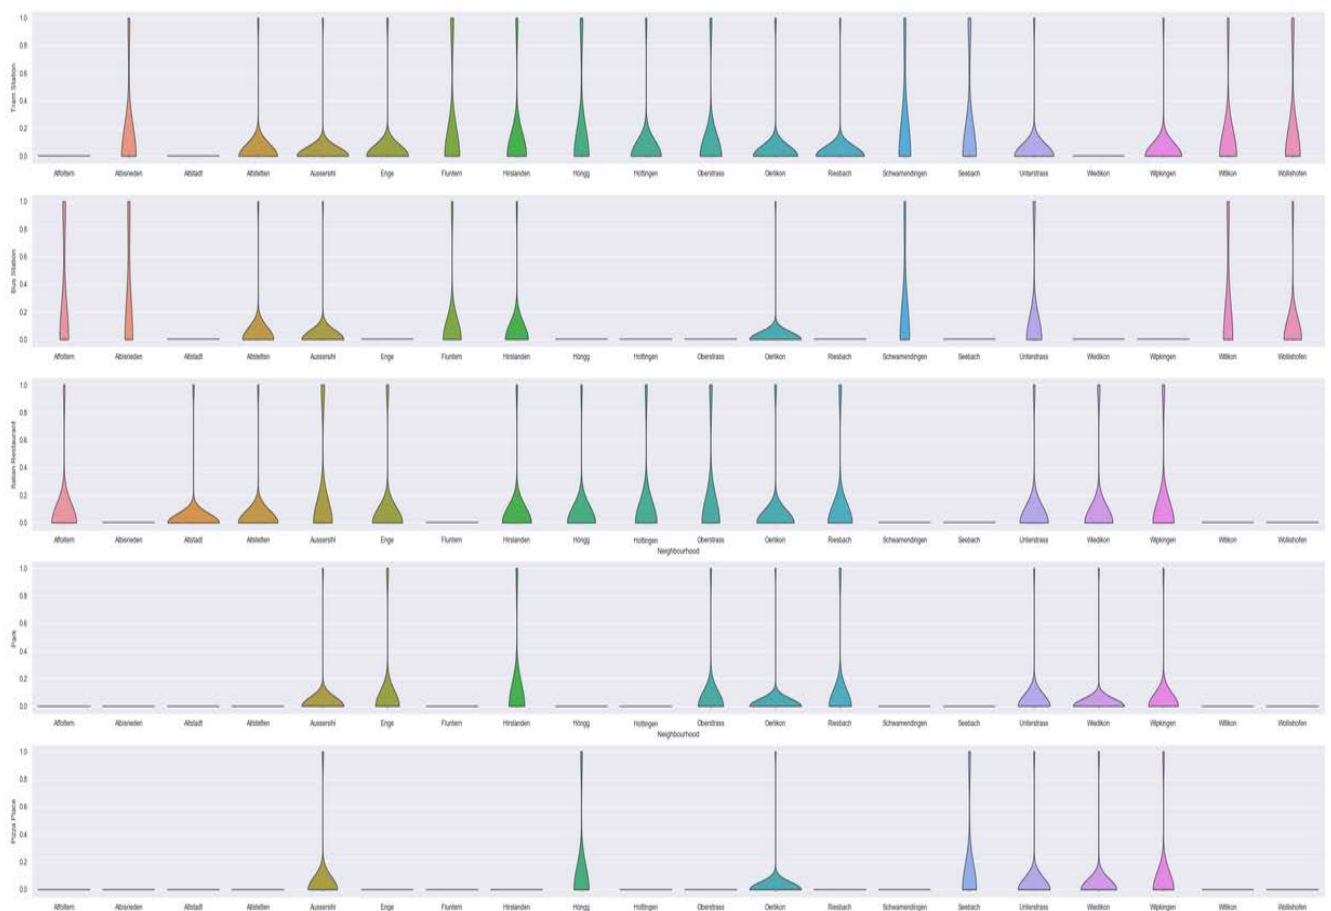 1.0
0.8
0.6
0.4
0.2
0.0
Tram Station
Affoltern Albisrieden Altstadt Altstetten Aussersihl Enge Fluntern Hirslanden Höngg Hottingen Oberstrass Oerlikon Riesbach Schwamendingen Seebach Unterstrass Wiedikon Wipkingen Witikon Wollishofen
1.0
0.8
0.6
0.4
0.2
0.0
Bus Station
Affoltern Albisrieden Altstadt Altstetten Aussersihl Enge Fluntern Hirslanden Höngg Hottingen Oberstrass Oerlikon Riesbach Schwamendingen Seebach Unterstrass Wiedikon Wipkingen Witikon Wollishofen
1.0
0.8
0.6
0.4
0.2
0.0
Italian Restaurant
Affoltern Albisrieden Altstadt Altstetten Aussersihl Enge Fluntern Hirslanden Höngg Hottingen Oberstrass Oerlikon Riesbach Schwamendingen Seebach Unterstrass Wiedikon Wipkingen Witikon Wollishofen
Neighbourhood
1.0
0.8
0.6
0.4
0.2
0.0
Park
Affoltern Albisrieden Altstadt Altstetten Aussersihl Enge Fluntern Hirslanden Höngg Hottingen Oberstrass Oerlikon Riesbach Schwamendingen Seebach Unterstrass Wiedikon Wipkingen Witikon Wollishofen
Neighbourhood
1.0
0.8
0.6
0.4
0.2
0.0
Pizza Place
Affoltern Albisrieden Altstadt Altstetten Aussersihl Enge Fluntern Hirslanden Höngg Hottingen Oberstrass Oerlikon Riesbach Schwamendingen Seebach Unterstrass Wiedikon Wipkingen Witikon Wollishofen